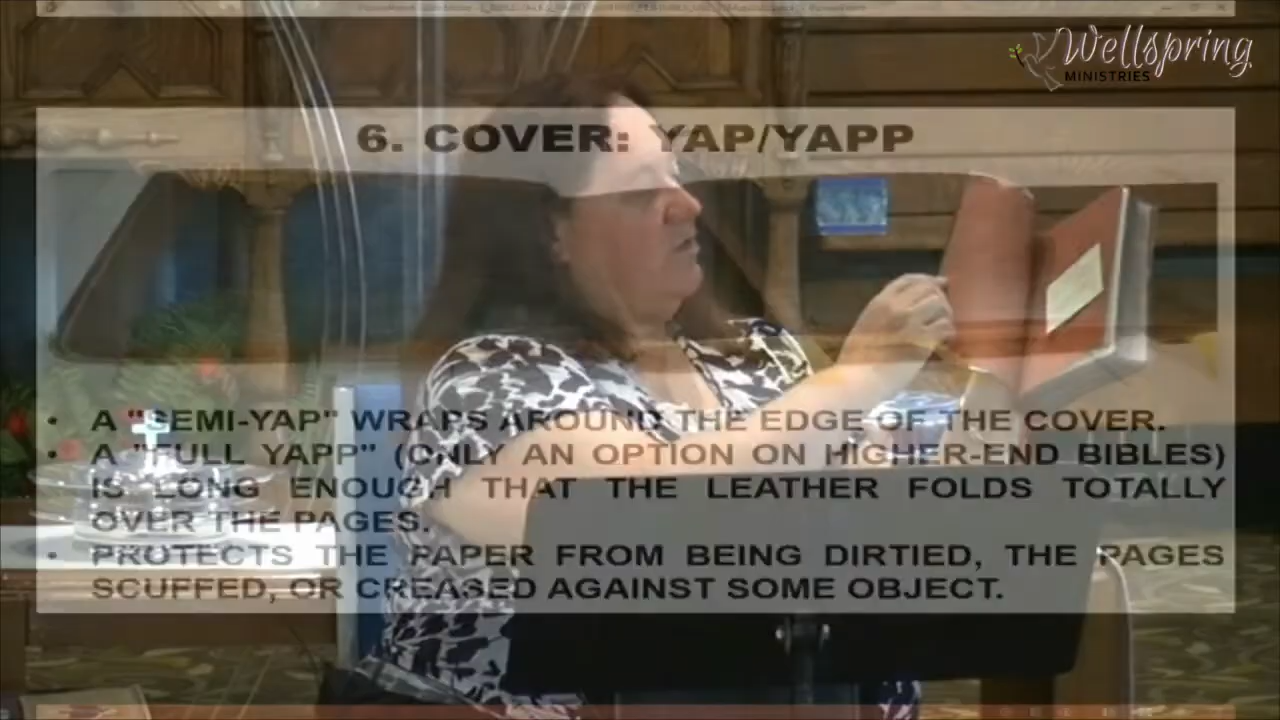 Wellspring
MINISTRIES
6. COVER: YAP/YAPP
• A "SEMI-YAP" WRAPS AROUND THE EDGE OF THE COVER.
• A "FULL YAPP" (ONLY AN OPTION ON HIGHER-END BIBLES)
IS LONG ENOUGH THAT THE LEATHER FOLDS TOTALLY
OVER THE PAGES.
• PROTECTS THE PAPER FROM BEING DIRTIED, THE PAGES
SCUFFED, OR CREASED AGAINST SOME OBJECT.